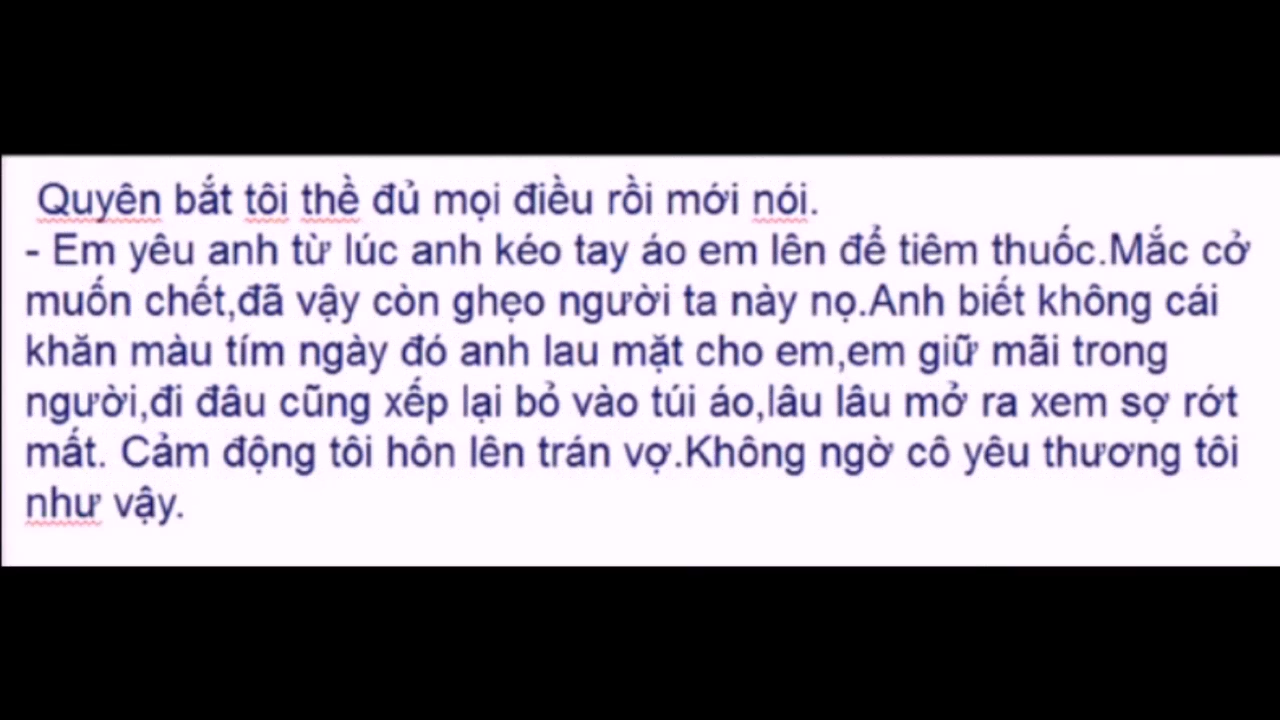 Quyên bắt tôi thề đủ mọi điều rồi mới nói.
- Em yêu anh từ lúc anh kéo tay áo em lên để tiêm thuốc.Mắc cở
muốn chết,đã vậy còn ghẹo người ta này nọ.Anh biết không cái
khăn màu tím ngày đó anh lau mặt cho em,em giữ mãi trong
người,đi đâu cũng xếp lại bỏ vào túi áo,lâu lâu mở ra xem sợ rớt
mất. Cảm động tôi hôn lên trán vợ.Không ngờ cô yêu thương tôi
như vậy.